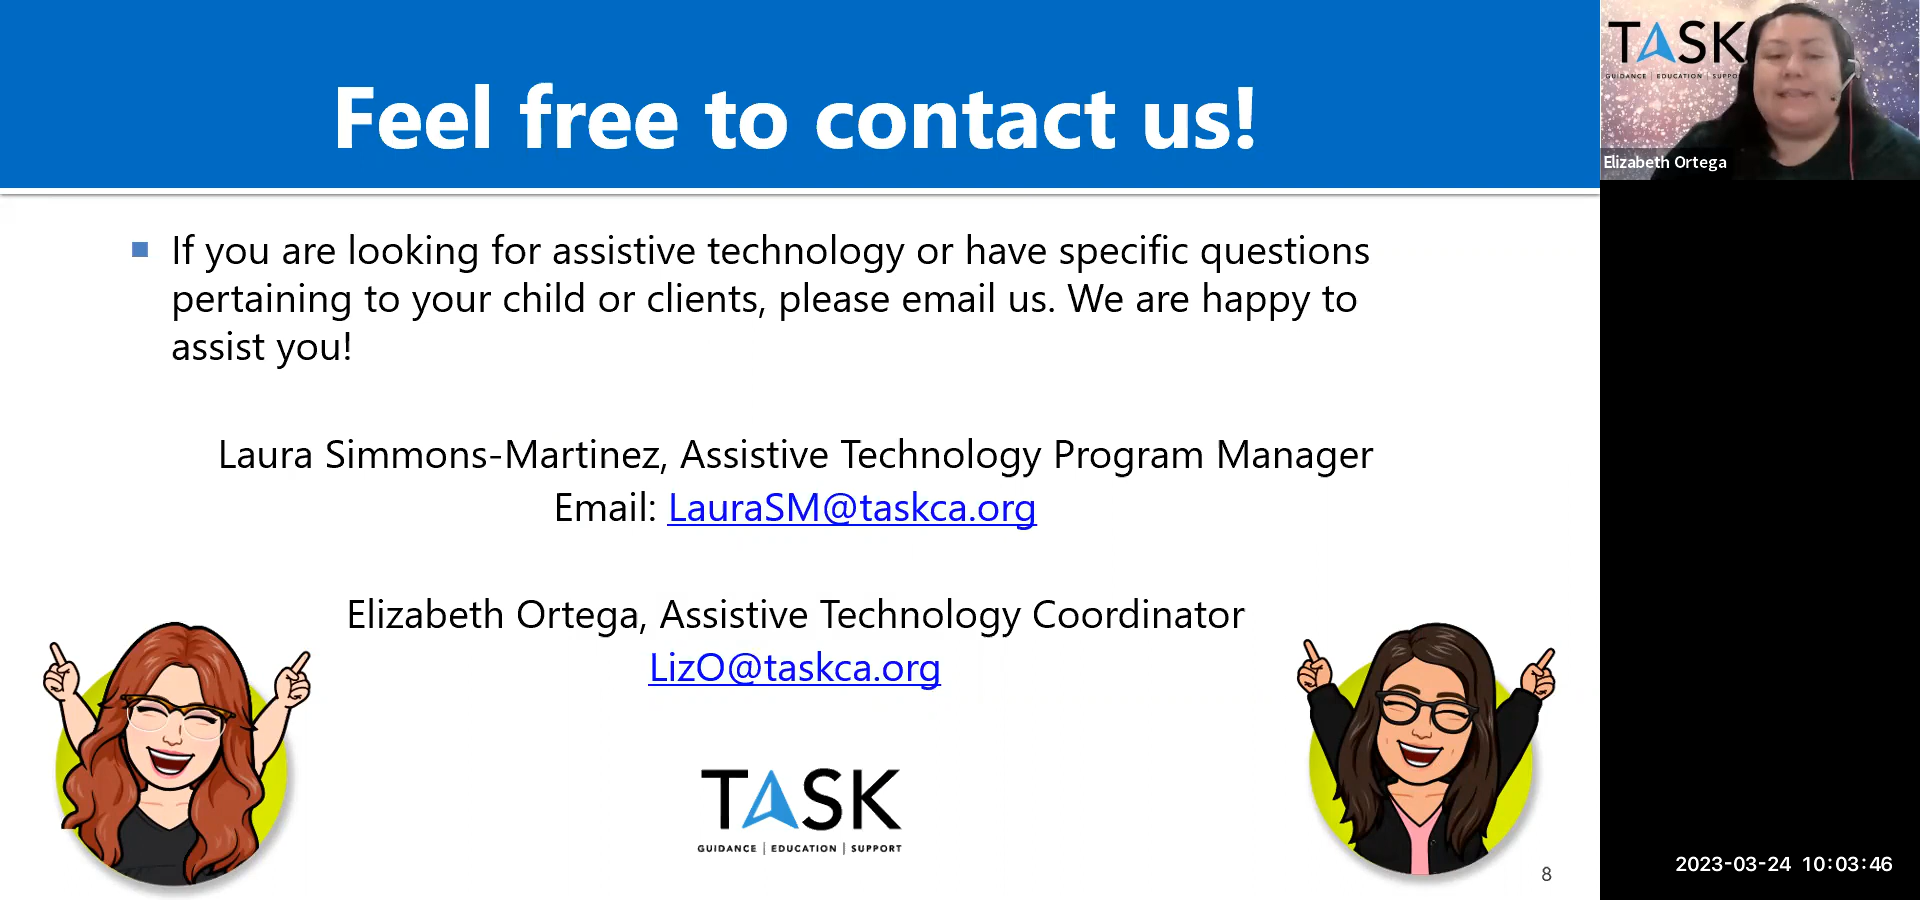 Feel free to contact us!
If you are looking for assistive technology or have specific questions
pertaining to your child or clients, please email us. We are happy to
assist you!
Laura Simmons-Martinez, Assistive Technology Program Manager
Email: LauraSM@taskca.org
Elizabeth Ortega, Assistive Technology Coordinator
LizO@taskca.org
TASK
GUIDANCE | EDUCATION | SUPPORT
8
TASK
GUIDANCE | EDUCATION |
Elizabeth Ortega
2023-03-24 10:03:46